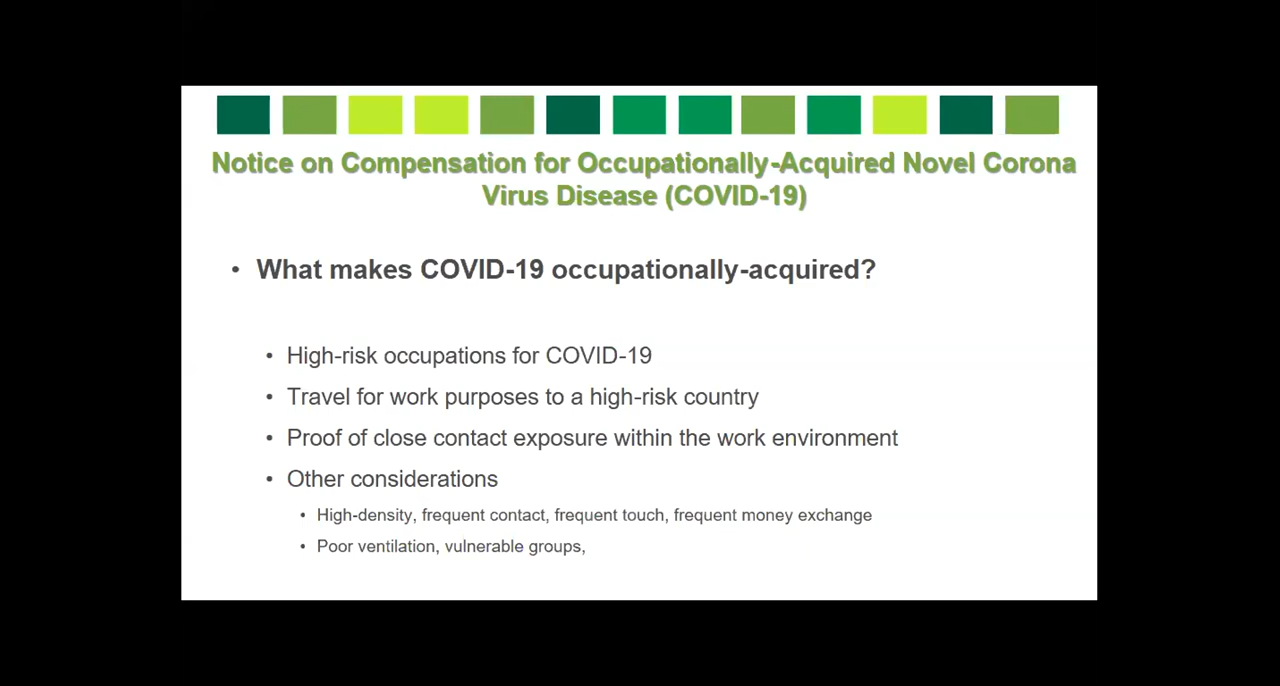 Notice on Compensation for Occupationally-Acquired Novel Corona
Virus Disease (COVID-19)
• What makes COVID-19 occupationally-acquired?
• High-risk occupations for COVID-19
• Travel for work purposes to a high-risk country
• Proof of close contact exposure within the work environment
• Other considerations
• High-density, frequent contact, frequent touch, frequent money exchange
• Poor ventilation, vulnerable groups,